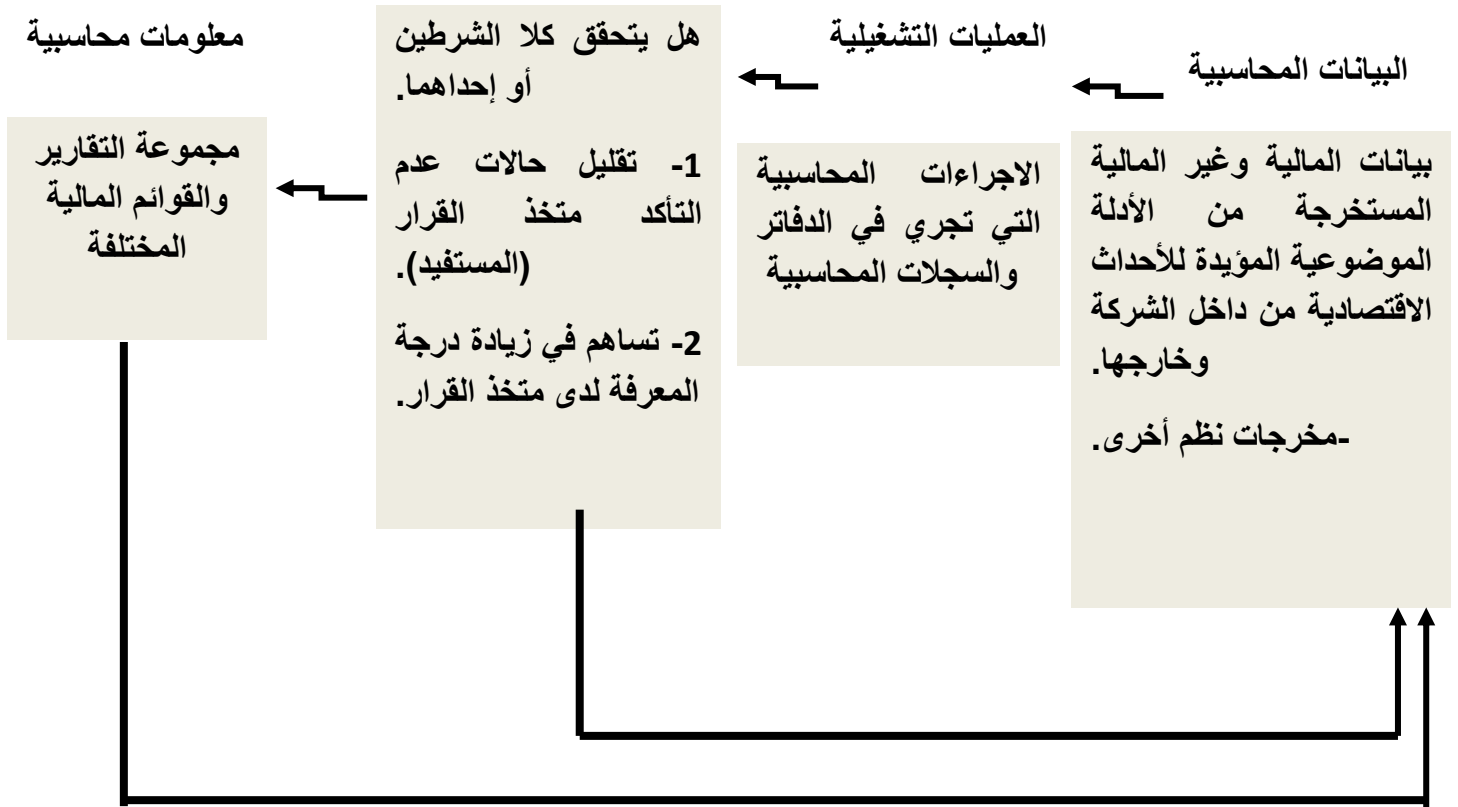 البيانات المحاسبية
بيانات المالية وغير المالية
المستخرجة من الأدلة
الموضوعية المؤيدة للأحداث
الاقتصادية من داخل الشركة
وخارجها.
-مخرجات نظم أخرى.
العمليات التشغيلية
الاجراءات المحاسبية
التي تجري في الدفاتر
والسجلات المحاسبية
هل يتحقق كلا الشرطين
أو إحداهما.
1- تقليل حالات عدم
التأكد متخذ القرار
(المستفيد).
2- تساهم في زيادة درجة
المعرفة لدى متخذ القرار.
معلومات محاسبية
مجموعة التقارير
والقوائم المالية
المختلفة